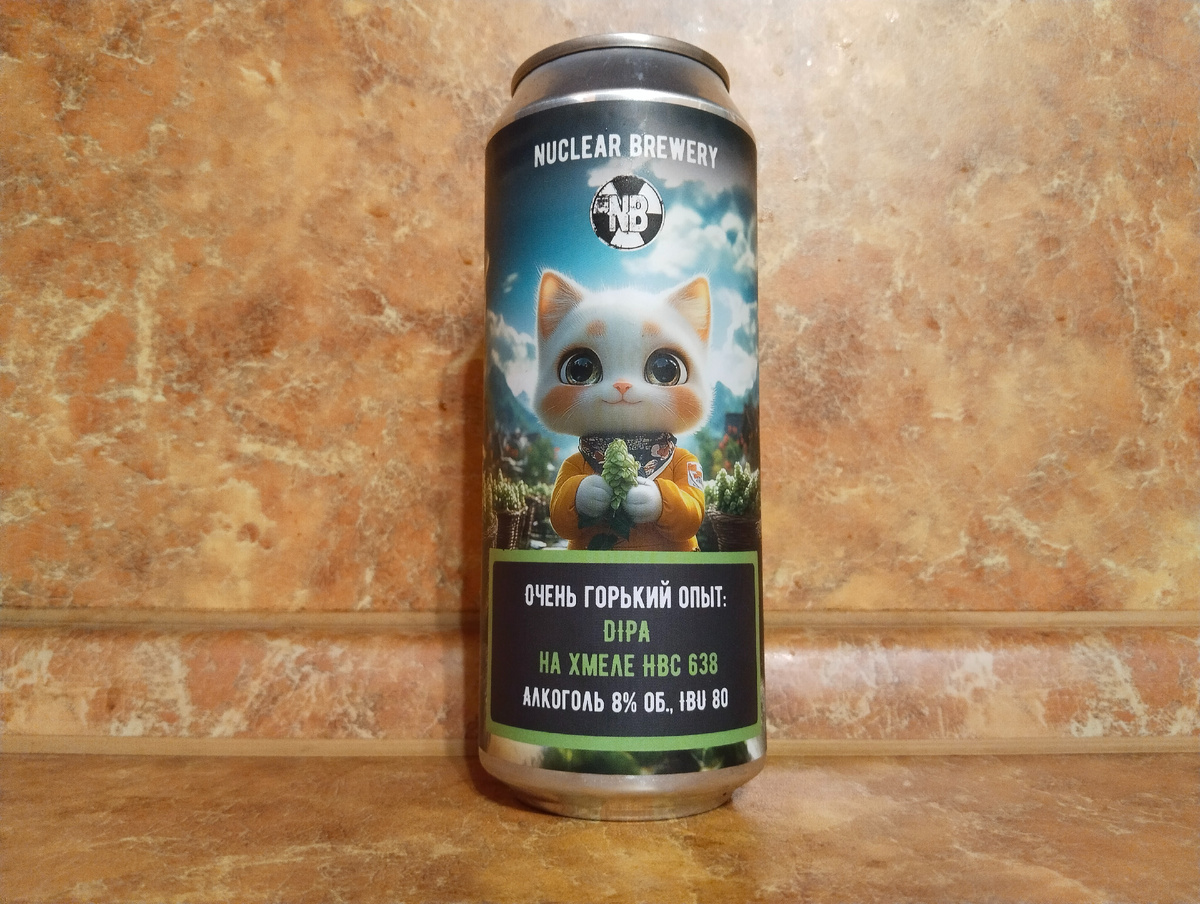 NUCLEAR BREWERY
NB
ОЧЕНЬ ГОРЬКИЙ ОПЫТ:
DIPA
НА ХМЕЛЕ HBC 638
АЛКОГОЛЬ 8% ОБ., IBU 80